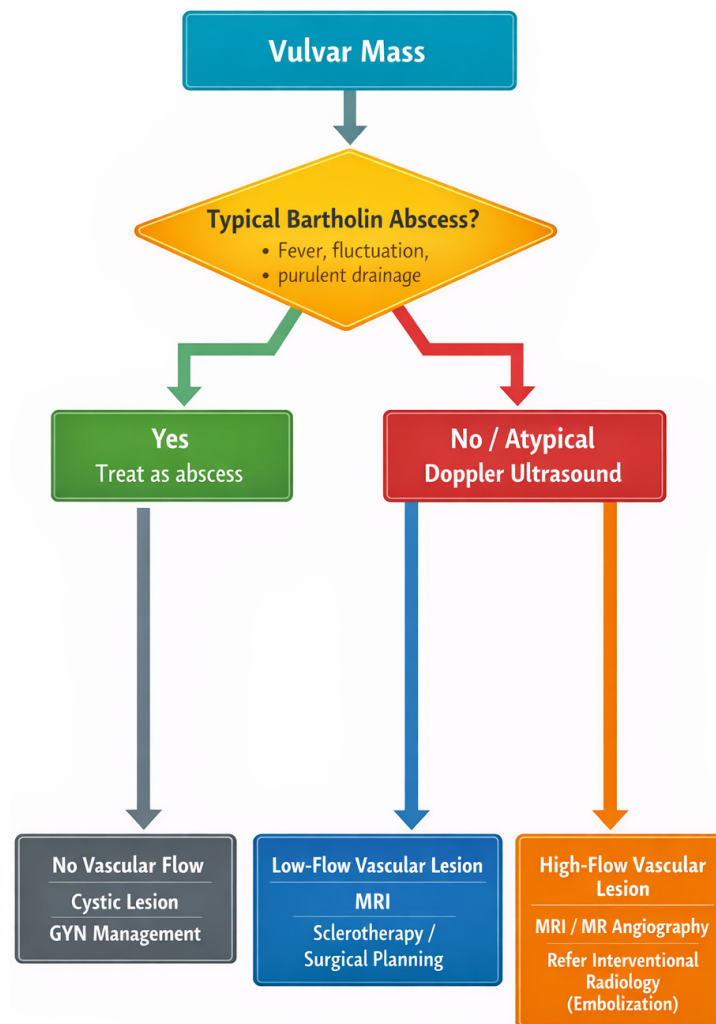 Vulvar Mass
Typical Bartholin Abscess?
• Fever, fluctuation,
• purulent drainage
Yes
Treat as abscess
No / Atypical
Doppler Ultrasound
No Vascular Flow
Cystic Lesion
GYN Management
Low-Flow Vascular Lesion
MRI
Sclerotherapy /
Surgical Planning
High-Flow Vascular
Lesion
MRI / MR Angiography
Refer Interventional
Radiology
(Embolization)